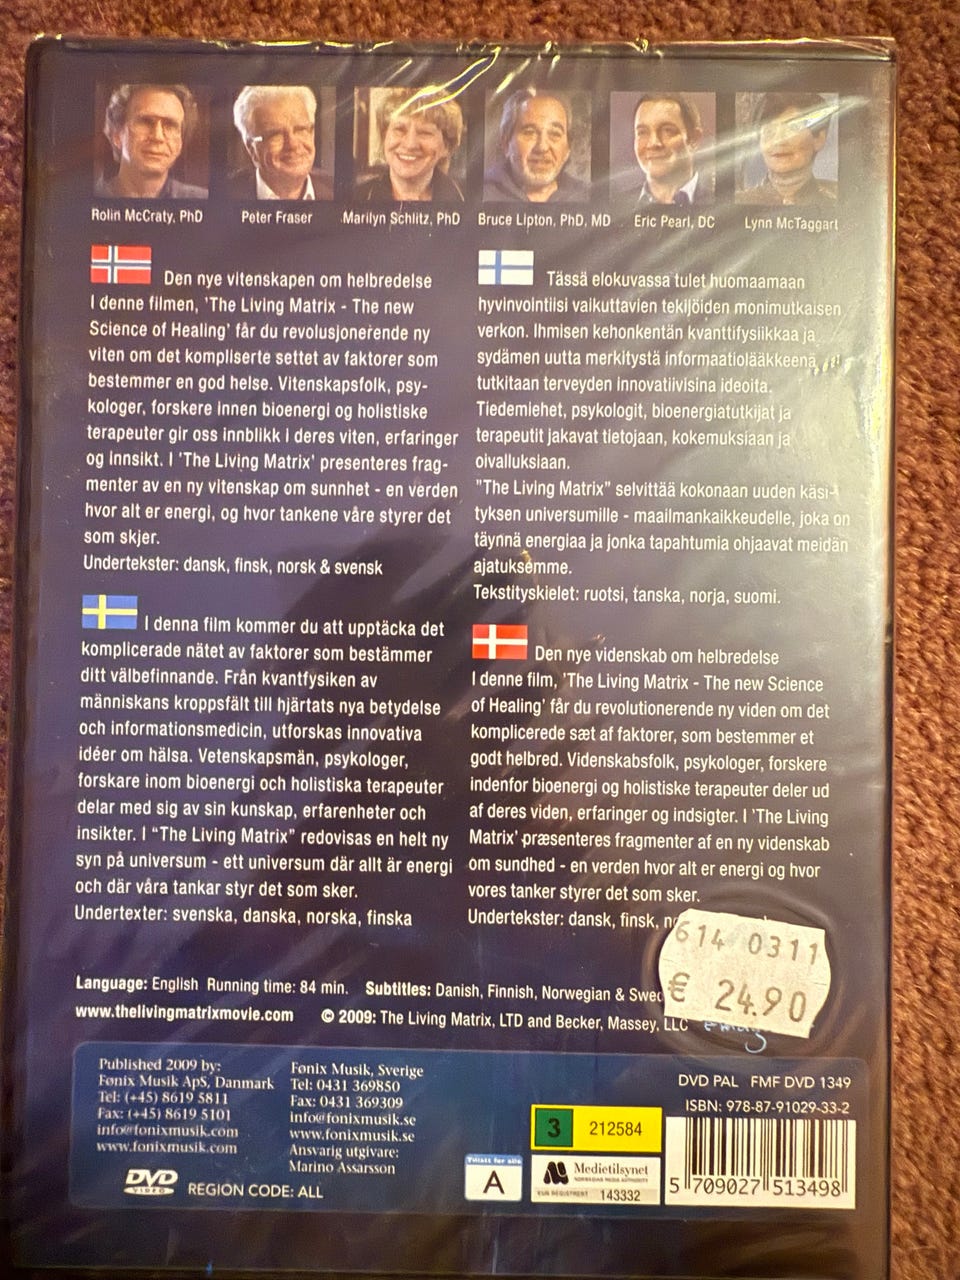 Rolin McCraty, PhD
Peter Fraser
Marilyn Schlitz, PhD
Bruce Lipton, PhD, MD
Eric Pearl, DC
Lynn McTaggart
Den nye vitenskapen om helbredelse
I denne filmen, 'The Living Matrix - The new
Science of Healing' får du revolusjonerende ny
viten om det kompliserte settet av faktorer som
bestemmer en god helse. Vitenskapsfolk, psy-
kologer, forskere innen bioenergi og holistiske
terapeuter gir oss innblikk i deres viten, erfaringer
og innsikt. I 'The Living Matrix' presenteres frag-
menter av en ny vitenskap om sunnhet - en verden
hvor alt er energi, og hvor tankene våre styrer det
som skjer.
Undertekster: dansk, finsk, norsk & svensk
Tässä elokuvassa tulet huomaamaan
hyvinvointiisi vaikuttavien tekijöiden monimutkaisen
verkon. Ihmisen kehonkentän kvanttifysiikkaa ja
sydämen uutta merkitystä informaatiolääkkeenä,
tutkitaan terveyden innovatiivisina ideoita.
Tiedemiehet, psykologit, bioenergiatutkijat ja
terapeutit jakavat tietojaan, kokemuksiaan ja
oivalluksiaan.
"The Living Matrix" selvittää kokonaan uuden käsi-
tyksen universumille - maailmankaikkeudelle, joka on
täynnä energiaa ja jonka tapahtumia ohjaavat meidän
ajatuksemme.
Tekstityskielet: ruotsi, tanska, norja, suomi.
I denna film kommer du att upptäcka det
komplicerade nätet av faktorer som bestämmer
ditt välbefinnande. Från kvantfysiken av
människans kroppsfält till hjärtats nya betydelse
och informationsmedicin, utforskas innovativa
idéer om hälsa. Vetenskapsmän, psykologer,
forskare inom bioenergi och holistiska terapeuter
delar med sig av sin kunskap, erfarenheter och
insikter. I “The Living Matrix” redovisas en helt ny
syn på universum - ett universum där allt är energi
och där våra tankar styr det som sker.
Undertexter: svenska, danska, norska, finska
Den nye videnskab om helbredelse
I denne film, 'The Living Matrix - The new Science
of Healing' får du revolutionerende ny viden om det
komplicerede sæt af faktorer, som bestemmer et
godt helbred. Videnskabsfolk, psykologer, forskere
indenfor bioenergi og holistiske terapeuter deler ud
af deres viden, erfaringer og indsigter. I 'The Living
Matrix' præsenteres fragmenter af en ny videnskab
om sundhed - en verden hvor alt er energi og hvor
vores tanker styrer det som sker.
Undertekster: dansk, finsk,
614 0311
€ 24.90
Language: English Running time: 84 min. Subtitles: Danish, Finnish, Norwegian &
www.thelivingmatrixmovie.com © 2009: The Living Matrix, LTD and Becker, Massey, LLC
Published 2009 by:
Fønix Musik ApS, Danmark
Tel: (+45) 8619 5811
Fax: (+45) 8619 5101
info@fonixmusik.com
www.fonixmusik.com
Fønix Musik, Sverige
Tel: 0431 369850
Fax: 0431 369309
info@fonixmusik.se
www.fonixmusik.se
Ansvarig utgivare:
Marino Assarsson
DVD PAL FMF DVD 1349
ISBN: 978-87-91029-33-2
3 212584
Tillatt for alle
A
Medietilsynet
NORWEGIAN MEDIA AUTHORITY
143332
5 709027 513498
DVD
VIDEO
REGION CODE: ALL